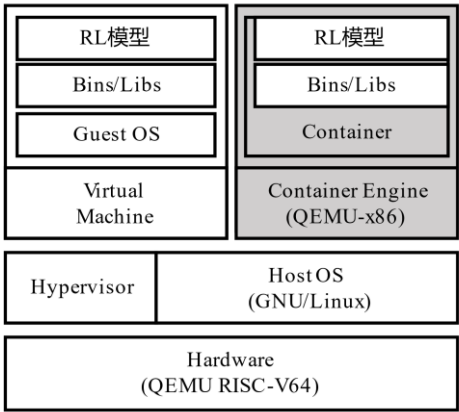 RL模型
Bins/Libs
Guest OS
Virtual
Machine
RL模型
Bins/Libs
Container
Container Engine
(QEMU-x86)
Hypervisor
Host OS
(GNU/Linux)
Hardware
(QEMU RISC-V64)